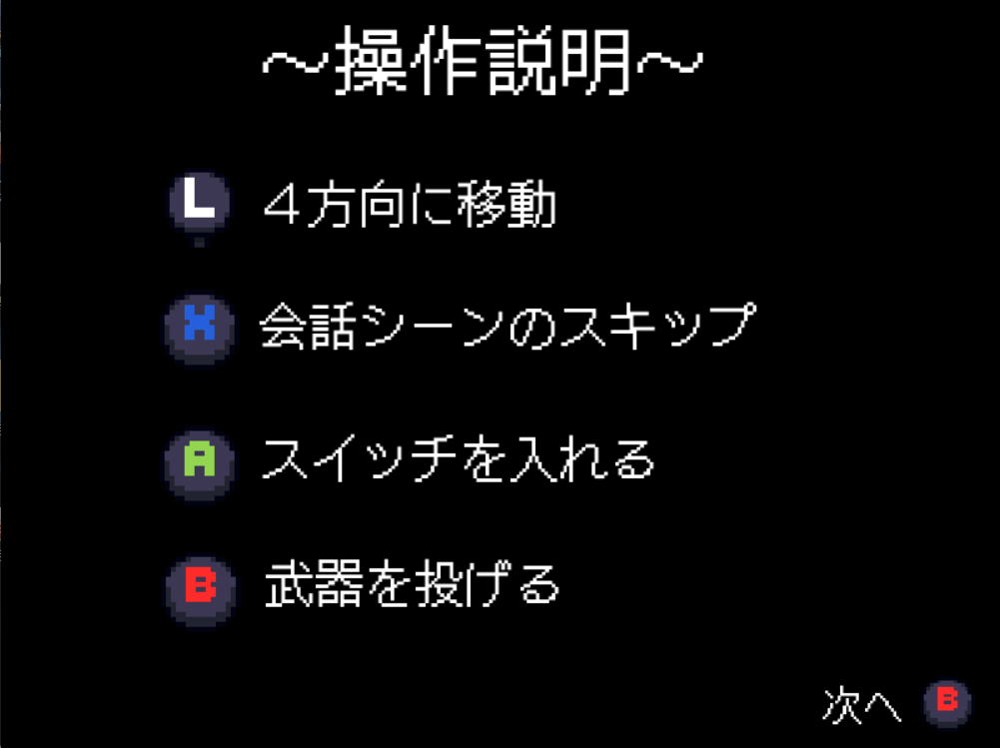 ～操作説明～
L ４方向に移動
X 会話シーンのスキップ
A スイッチを入れる
B 武器を投げる
次へ B